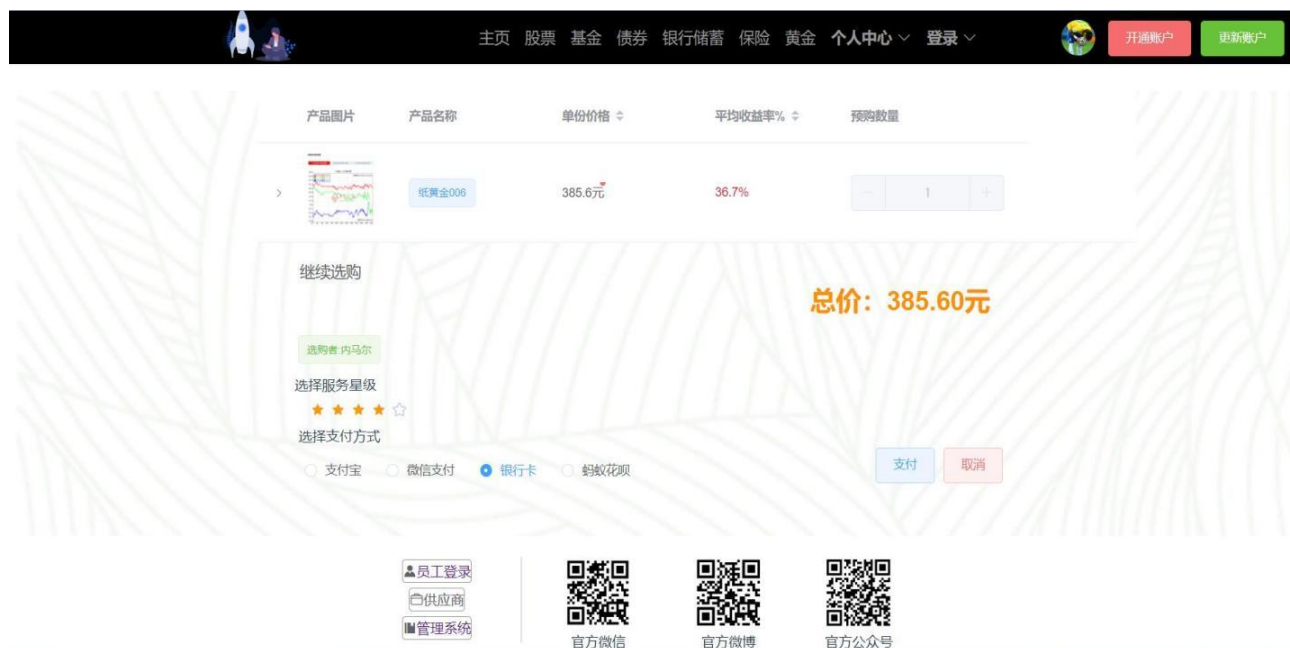 主页 股票 基金 债券 银行储蓄 保险 黄金 个人中心 登录 开通账户 更新账户
产品图片 产品名称 单份价格 平均收益率% 预购数量
纸黄金006 385.6元 36.7% 1
继续选购
总价：385.60元
选购者:内马尔
选择服务星级
选择支付方式
支付宝 微信支付 银行卡 蚂蚁花呗 支付 取消
员工登录
供应商
管理系统
官方微信 官方微博 官方公众号